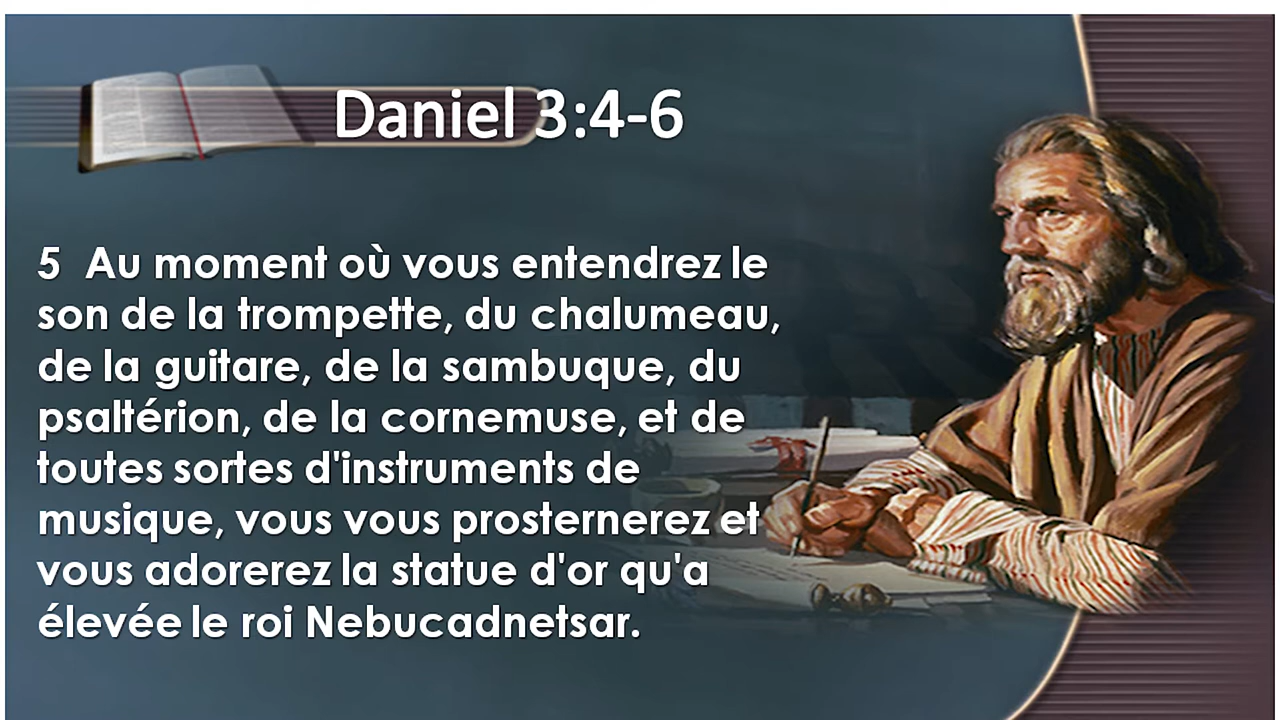 Daniel 3:4-6
5 Au moment où vous entendrez le
son de la trompette, du chalumeau,
de la guitare, de la sambuque, du
psaltérion, de la cornemuse, et de
toutes sortes d'instruments de
musique, vous vous prosternerez et
vous adorerez la statue d'or qu'a
élevée le roi Nebucadnetsar.